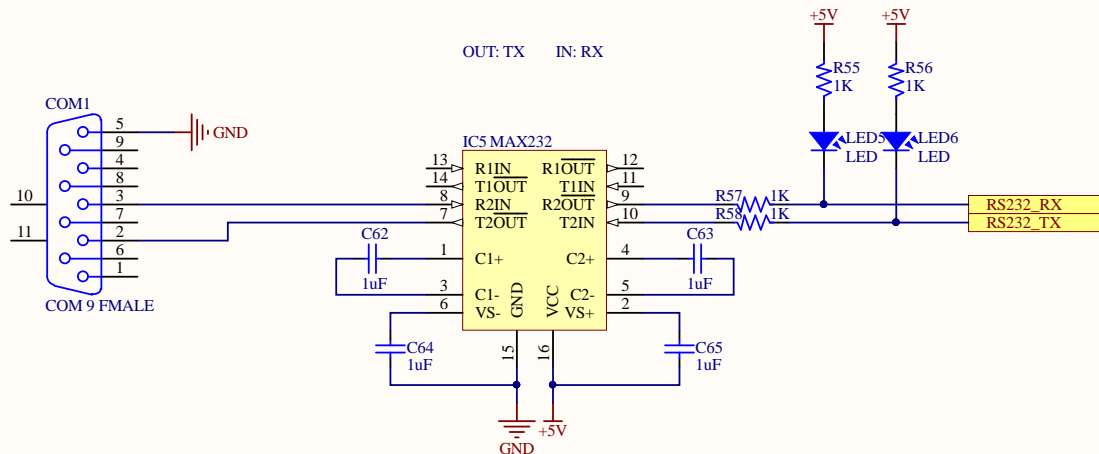 +5V
+5V
OUT: TX IN: RX
R55
1K
R56
1K
COM1
5
9
4
8
3
7
2
6
1
10
11
GND
COM 9 FMALE
IC5 MAX232
LED5
LED
LED6
LED
13 R1IN R1OUT 12
14 T1OUT T1IN 11
8 R2IN R2OUT 9
7 T2OUT T2IN 10
1 C1+ C2+ 4
3 C1- C2- 5
6 VS- VS+ 2
GND
VCC
15
16
R57 1K
R58 1K
RS232_RX
RS232_TX
C62
1uF
C63
1uF
C64
1uF
C65
1uF
GND
+5V